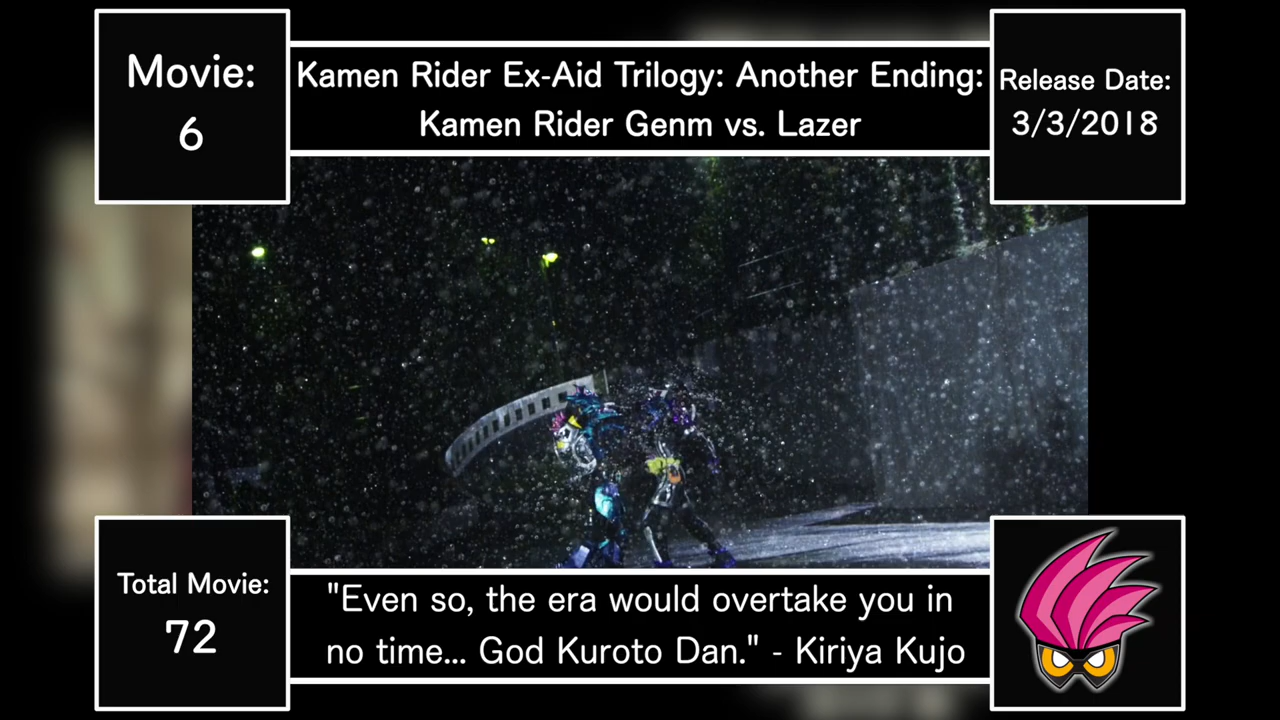 Movie:
6
Kamen Rider Ex-Aid Trilogy: Another Ending:
Kamen Rider Genm vs. Lazer
Release Date:
3/3/2018
Total Movie:
72
"Even so, the era would overtake you in
no time... God Kuroto Dan." - Kiriya Kujo